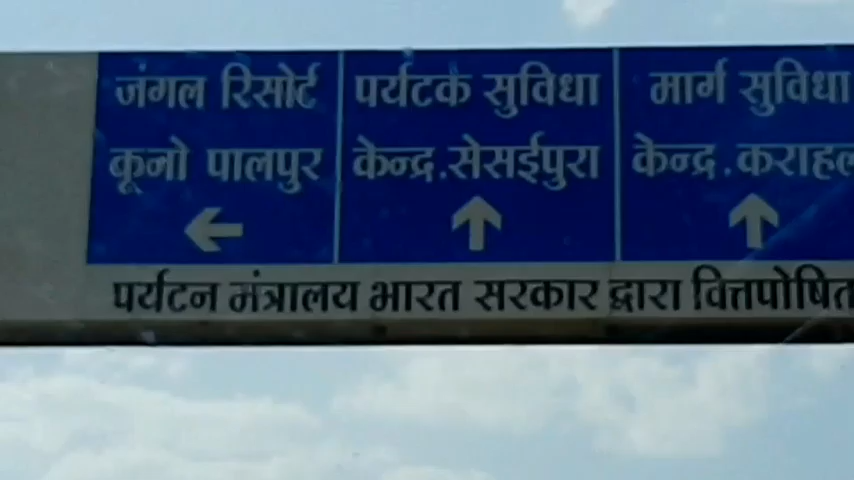 जंगल रिसोर्ट
कूनो पालपुर
पर्यटक सुविधा
केन्द्र.सेसईपुरा
मार्ग सुविधा
केन्द्र.कराहल
पर्यटन मंत्रालय भारत सरकार द्वारा वित्तपोषित